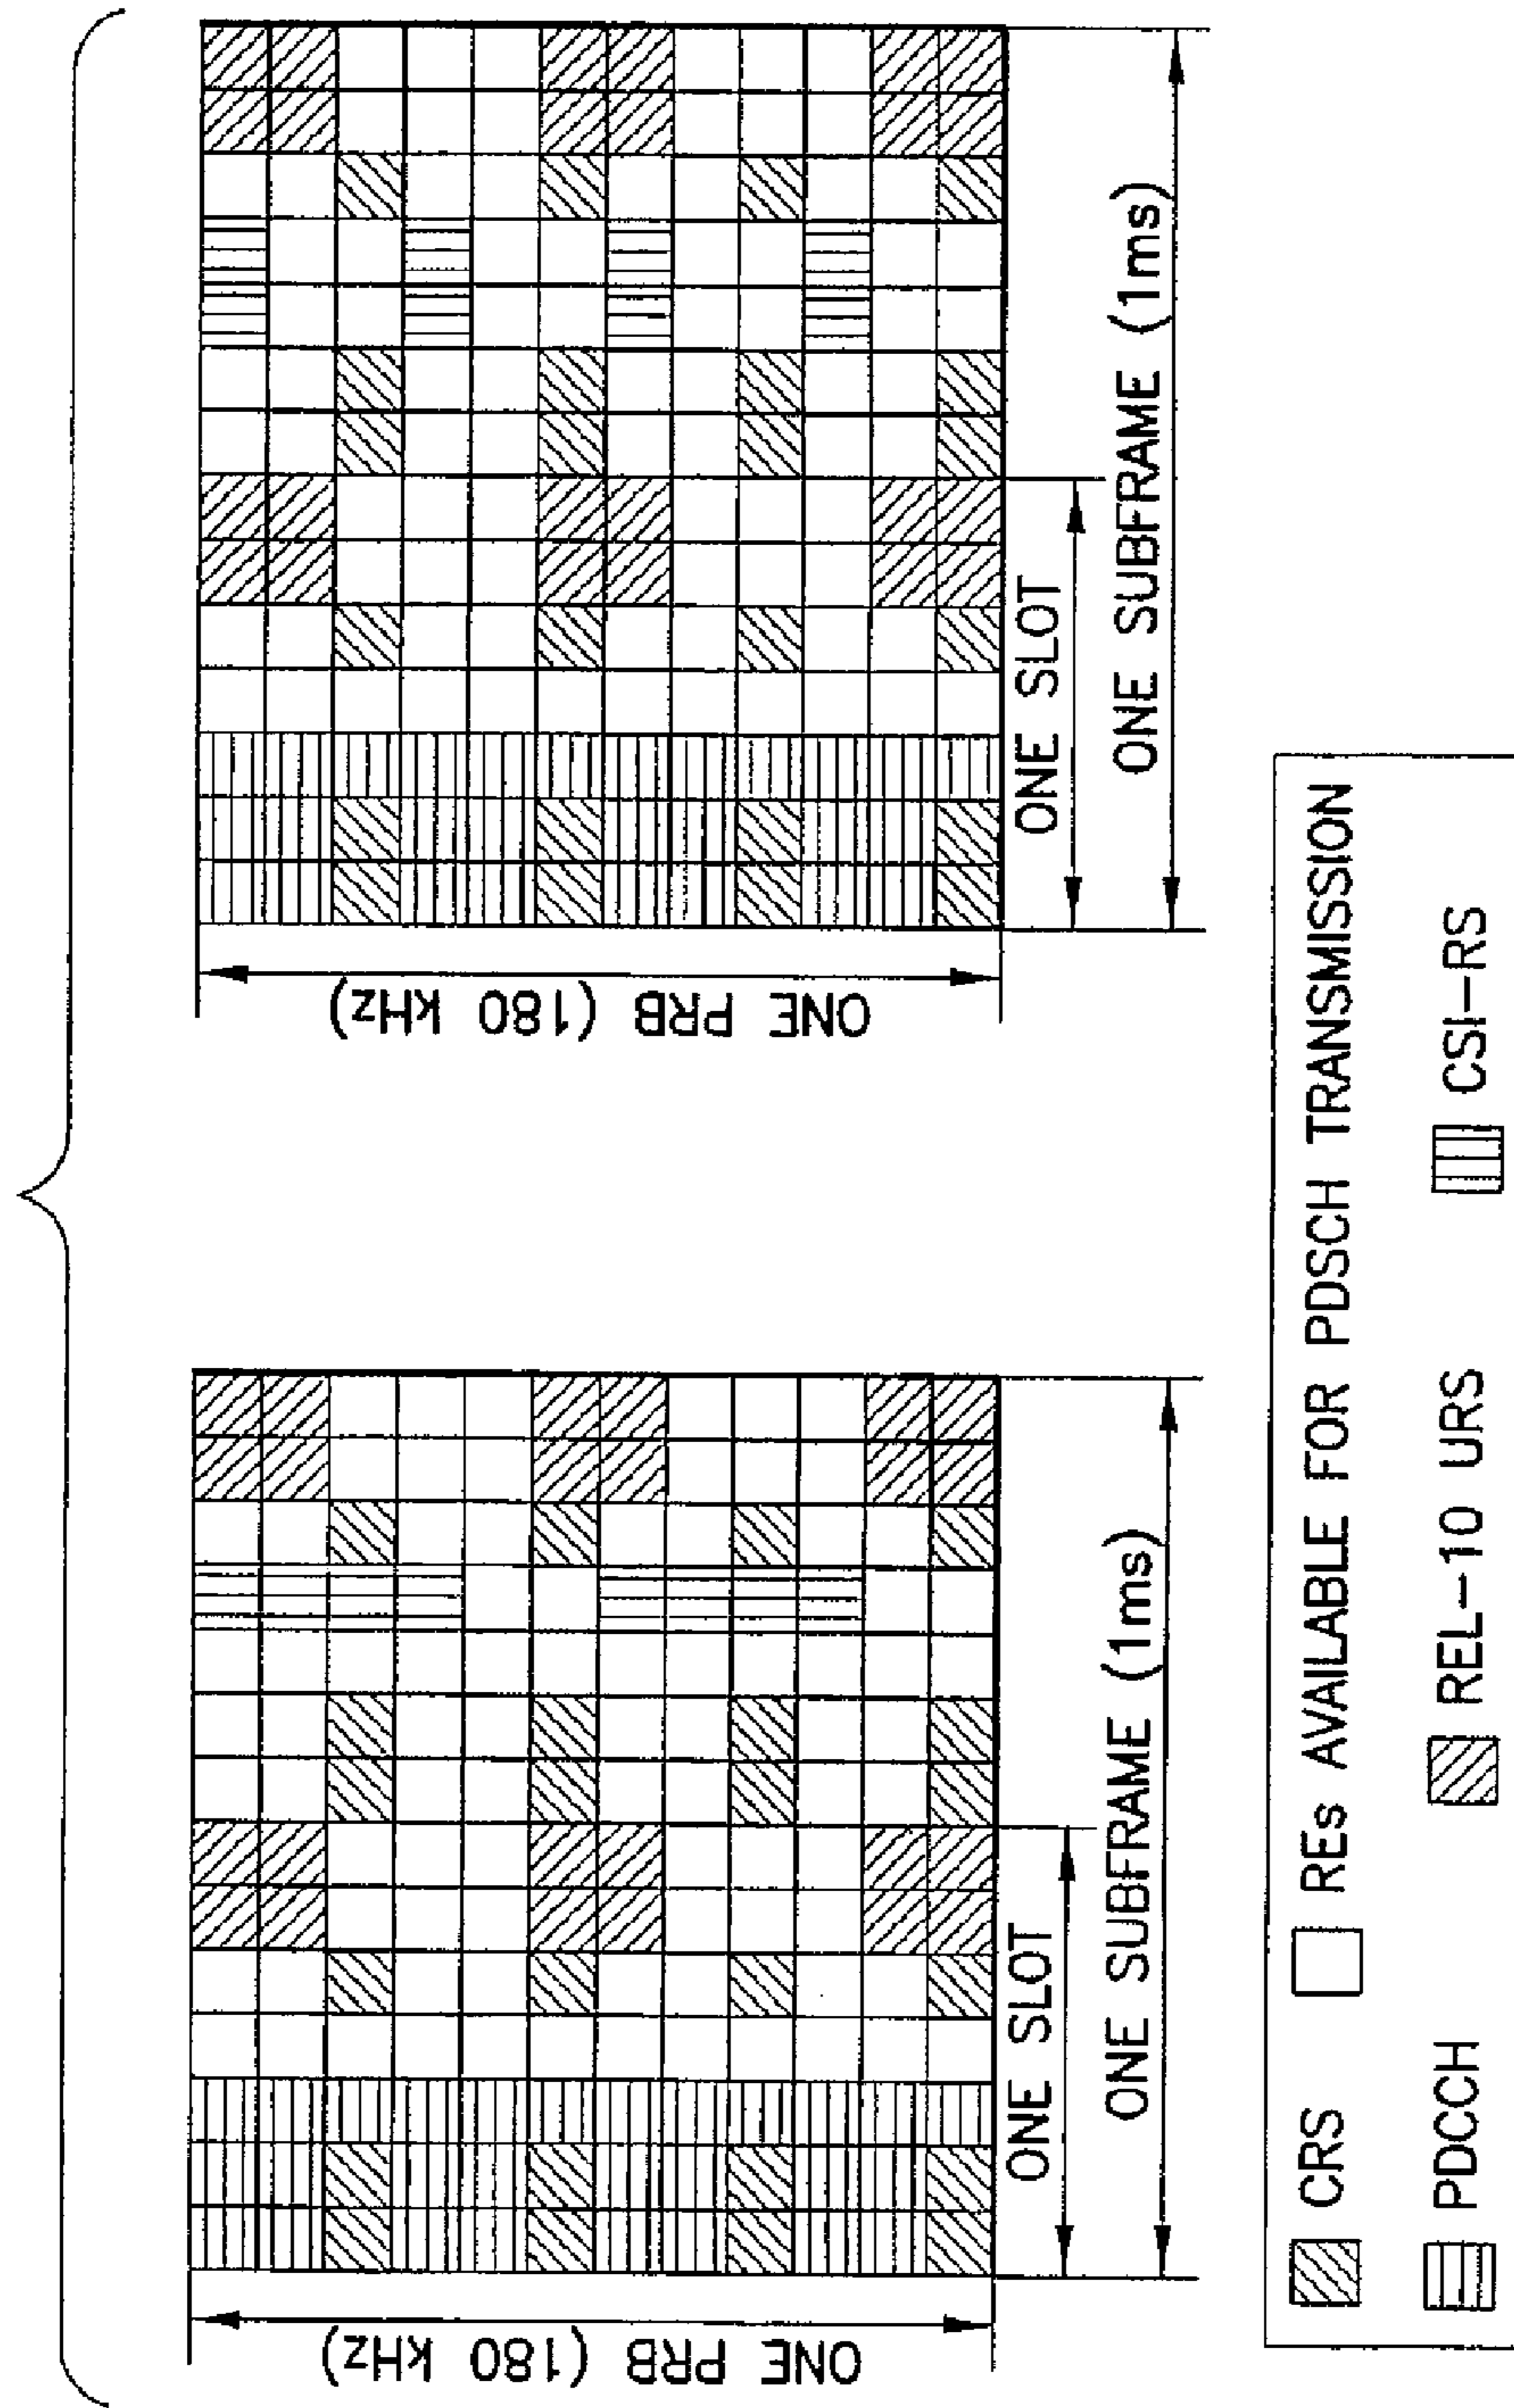 ONE PRB (180 kHz)
ONE SLOT
ONE SUBFRAME (1ms)
ONE PRB (180 kHz)
ONE SLOT
ONE SUBFRAME (1ms)
CRS
REs AVAILABLE FOR PDSCH TRANSMISSION
PDCCH
REL-10 URS
CSI-RS